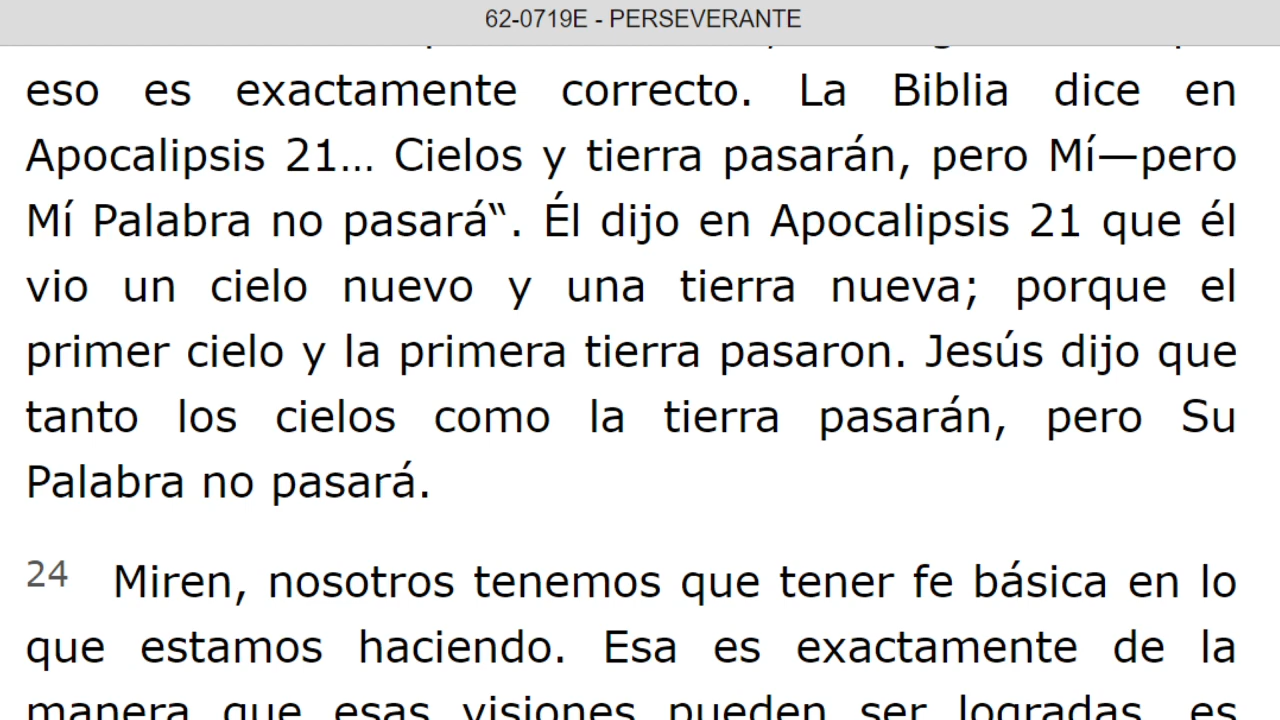 62-0719E - PERSEVERANTE
eso es exactamente correcto. La Biblia dice en
Apocalipsis 21… Cielos y tierra pasarán, pero Mí—pero
Mí Palabra no pasará‟. Él dijo en Apocalipsis 21 que él
vio un cielo nuevo y una tierra nueva; porque el
primer cielo y la primera tierra pasaron. Jesús dijo que
tanto los cielos como la tierra pasarán, pero Su
Palabra no pasará.
24 Miren, nosotros tenemos que tener fe básica en lo
que estamos haciendo. Esa es exactamente de la
manera que esas visiones pueden ser logradas, es